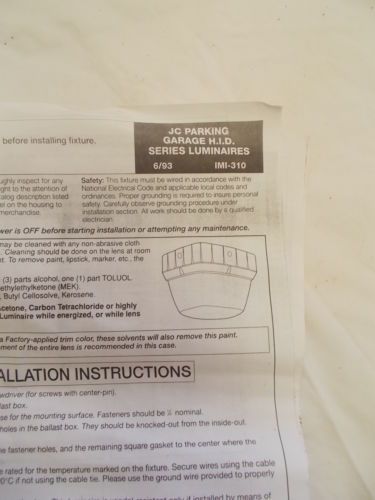 before installing fixture.
JC PARKING
GARAGE H.I.D.
SERIES LUMINAIRES
6/93 IMI-310
ughly inspect for any
ght to the attention of
alog description listed
el on the housing to
merchandise.
Safety: This fixture must be wired in accordance with the
National Electrical Code and applicable local codes and
ordinances. Proper grounding is required to insure personal
safety. Carefully observe grounding procedure under
installation section. All work should be done by a qualified
electrician.
wer is OFF before starting installation or attempting any maintenance.
may be cleaned with any non-abrasive cloth
. Cleaning should be done on the lens at room
nt. To remove paint, lipstick, marker, etc., the
(3) parts alcohol, one (1) part TOLUOL
ethylethylketone (MEK).
, Butyl Cellosolve, Kerosene.
acetone, Carbon Tetrachloride or highly
Luminaire while energized, or while lens
a Factory-applied trim color, these solvents will also remove this paint.
ment of the entire lens is recommended in this case.
ALLATION INSTRUCTIONS
wdriver (for screws with center-pin).
last box.
se for the mounting surface. Fasteners should be ¼ nominal.
holes in the ballast box. They should be knocked-out from the inside-out.
e fastener holes, and the remaining square gasket to the center where the
e rated for the temperature marked on the fixture. Secure wires using the cable
0°C if not using the cable tie. Please use the ground wire provided to properly
only if installed by means of